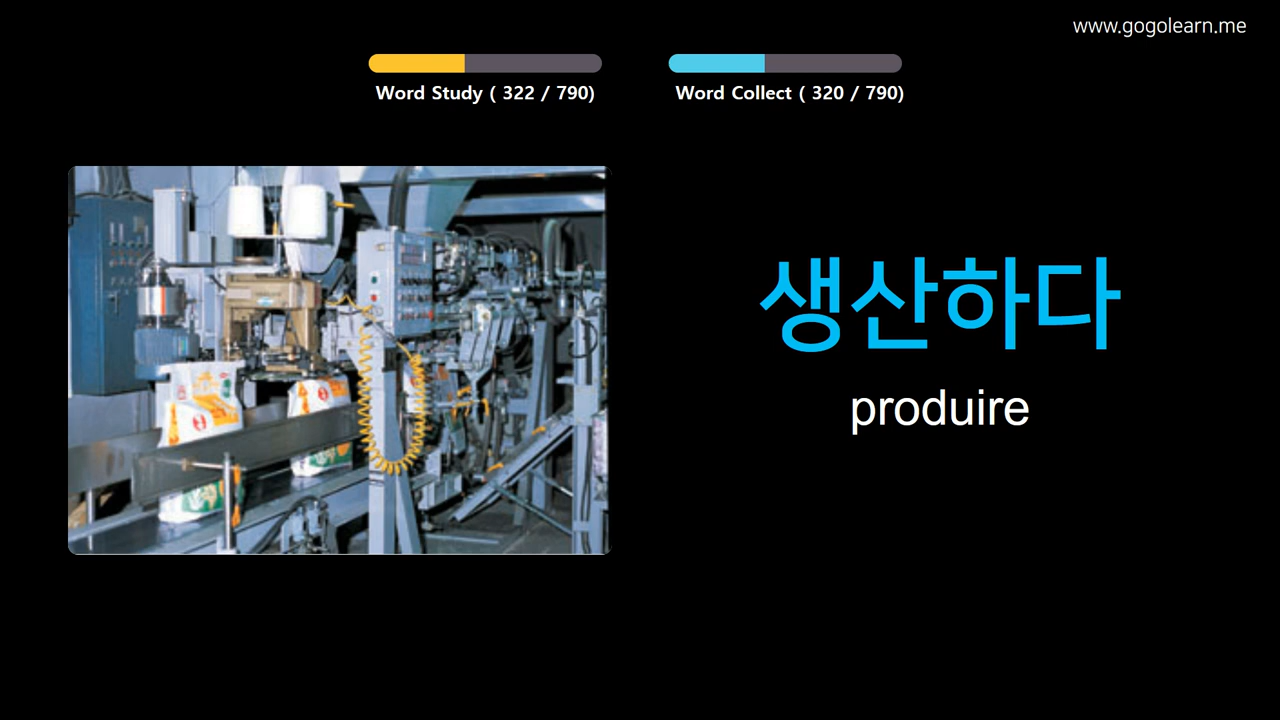 www.gogolearn.me
Word Study ( 322 / 790)
Word Collect ( 320 / 790)
생산하다
produire